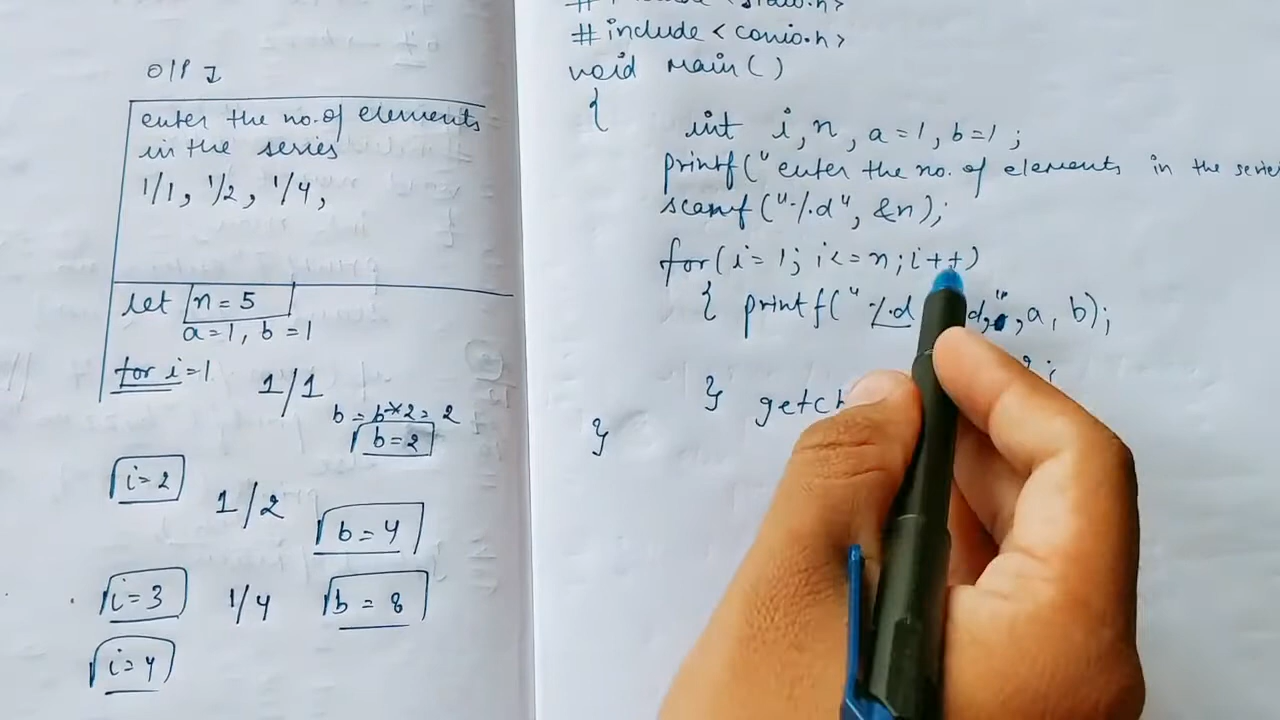 O/P :
enter the no. of elements
in the series
1/1, 1/2, 1/4,
let n = 5
a = 1, b = 1
for i = 1 1/1
b = b*2 = 2
b = 2
i = 2 1/2
b = 4
i = 3 1/4 b = 8
i = 4
# include <conio.h>
void main()
{
int i, n, a = 1, b = 1 ;
printf(" enter the no. of elements in the series
scanf("%d", &n);
for(i = 1; i <= n; i++)
{ printf(" %d d, ", a, b);
} getch
}